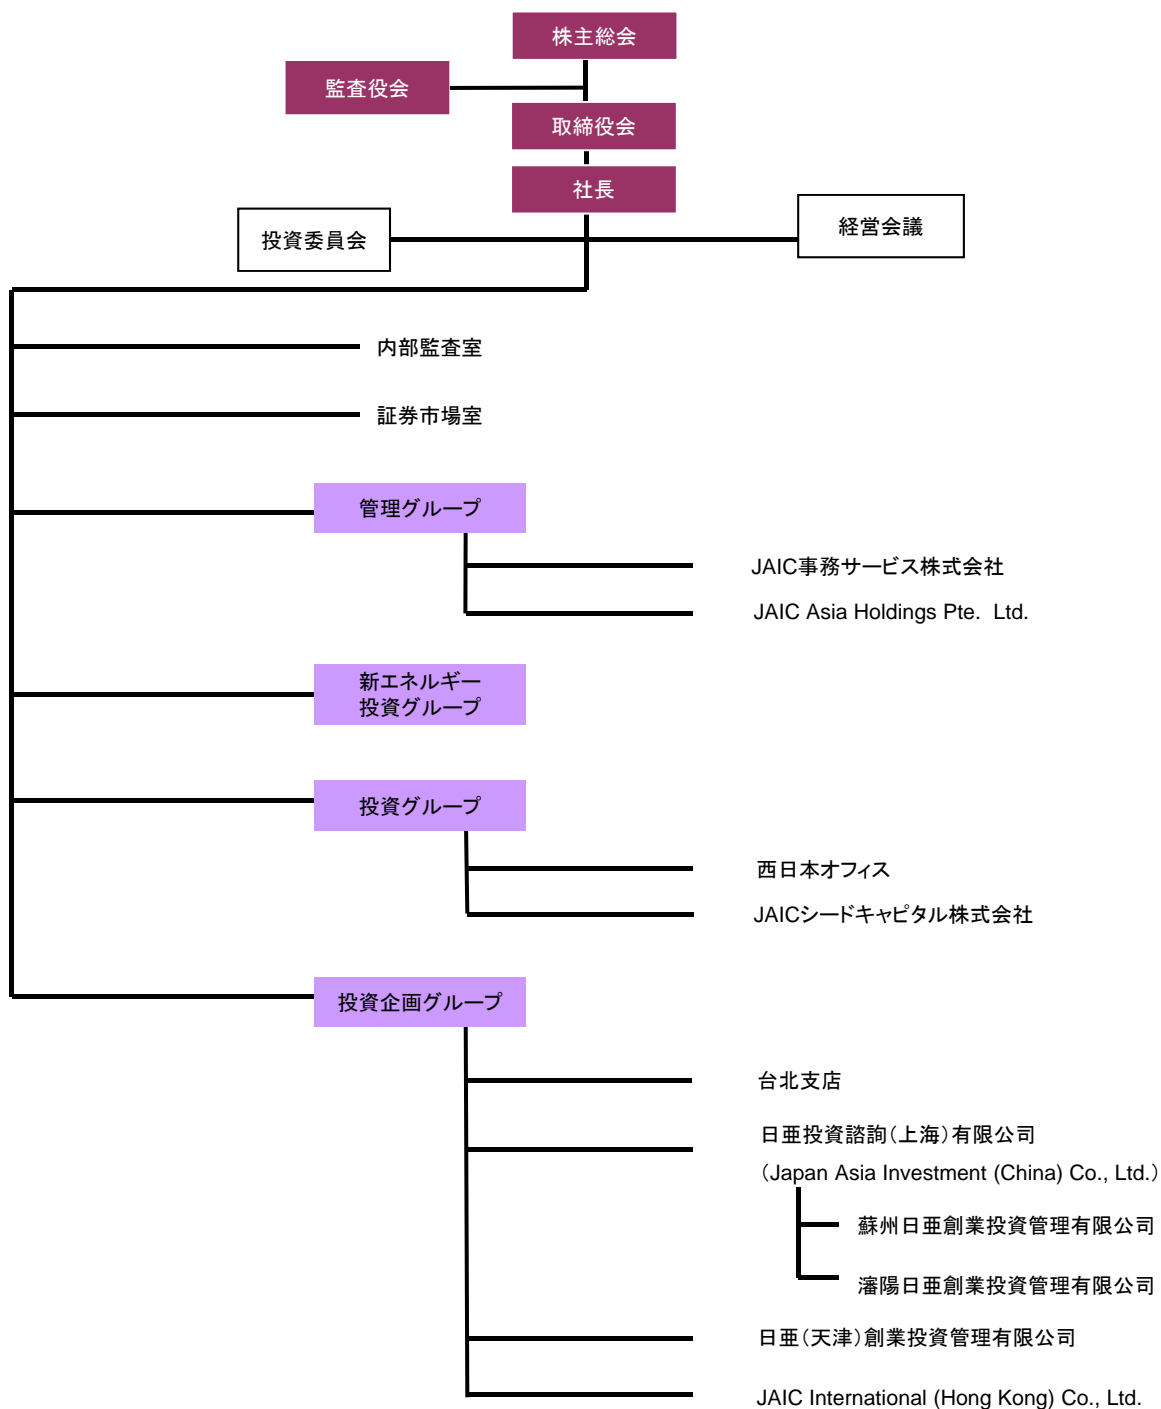 株主総会
監査役会
取締役会
社長
投資委員会
経営会議
内部監査室
証券市場室
管理グループ
JAIC事務サービス株式会社
JAIC Asia Holdings Pte. Ltd.
新エネルギー
投資グループ
投資グループ
西日本オフィス
JAICシードキャピタル株式会社
投資企画グループ
台北支店
日亜投資諮詢(上海)有限公司
(Japan Asia Investment (China) Co., Ltd.)
蘇州日亜創業投資管理有限公司
瀋陽日亜創業投資管理有限公司
日亜(天津)創業投資管理有限公司
JAIC International (Hong Kong) Co., Ltd.